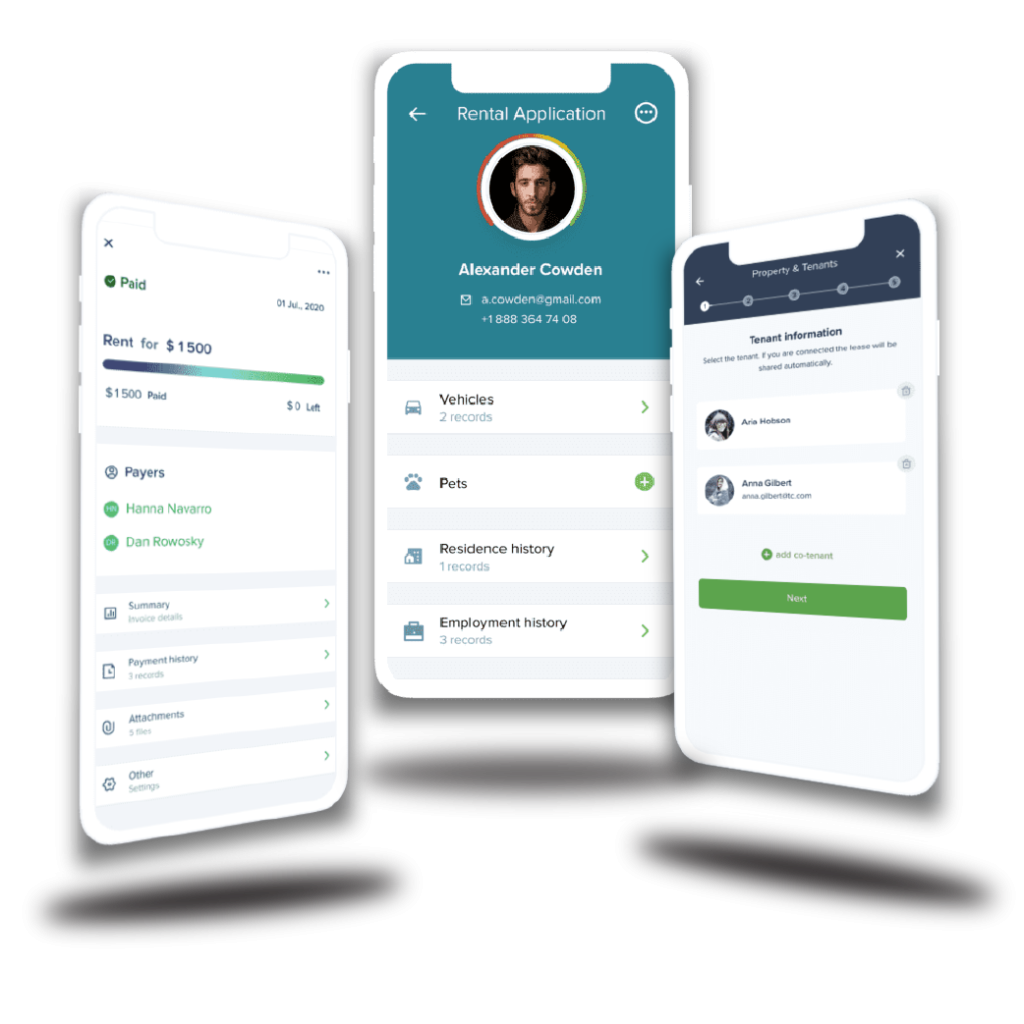 Paid
01 Jul., 2020
Rent for $ 1500
$1500 Paid
$0 Left
Payers
HN
Hanna Navarro
DR
Dan Rowosky
Summary
Invoice details
Payment history
3 records
Attachments
5 files
Other
Settings
Rental Application
Alexander Cowden
a.cowden@gmail.com
+1 888 364 74 08
Vehicles
2 records
Pets
Residence history
1 records
Employment history
3 records
Property & Tenants
1 2 3 4 5
Tenant information
Select the tenant. If you are connected the lease will be
shared automatically.
Aria Hobson
Anna Gilbert
anna.gilbertdtc.com
add co-tenant
Next